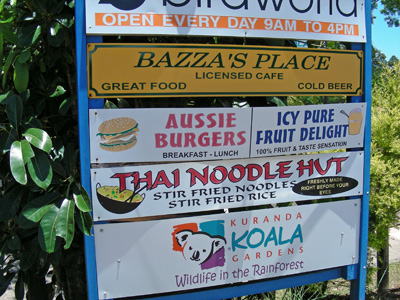 birdworld
OPEN EVERY DAY 9AM TO 4PM
BAZZA'S PLACE
LICENSED CAFE
GREAT FOOD COLD BEER
AUSSIE BURGERS
BREAKFAST - LUNCH
ICY PURE
FRUIT DELIGHT
100% FRUIT & TASTE SENSATION
THAI NOODLE HUT
STIR FRIED NOODLES
STIR FRIED RICE
FRESHLY MADE
RIGHT BEFORE YOUR
EYES
KURANDA
KOALA
GARDENS
Wildlife in the Rainforest